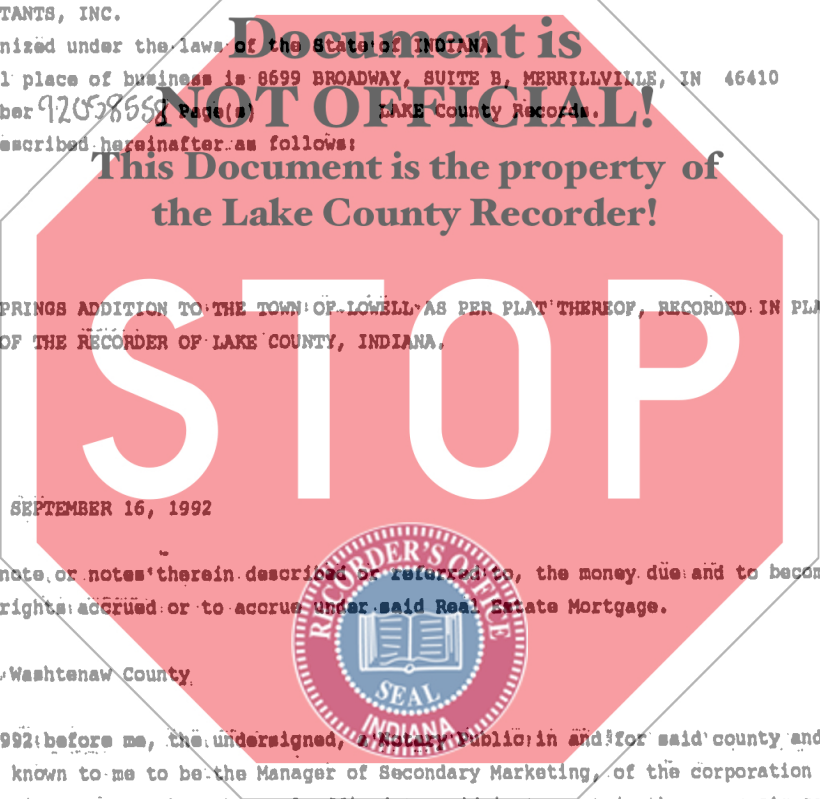 TANTS, INC.
Document is
nized under the laws of the State of INDIANA
l place of business is 8699 BROADWAY, SUITE B, MERRILLVILLE, IN 46410
NOT OFFICIAL!
ber 92058558 Page(s) LAKE County Records.
escribed hereinafter as follows:
This Document is the property of
the Lake County Recorder!
PRINGS ADDITION TO THE TOWN OF LOWELL AS PER PLAT THEREOF, RECORDED IN PLA
OF THE RECORDER OF LAKE COUNTY, INDIANA.
STOP
SEPTEMBER 16, 1992
note or notes therein described or referred to, the money due and to becom
rights accrued or to accrue under said Real Estate Mortgage.
RECORDER'S OFFICE
SEAL
INDIANA
Washtenaw County
992 before me, the undersigned, a Notary Public in and for said county and
known to me to be the Manager of Secondary Marketing, of the corporation